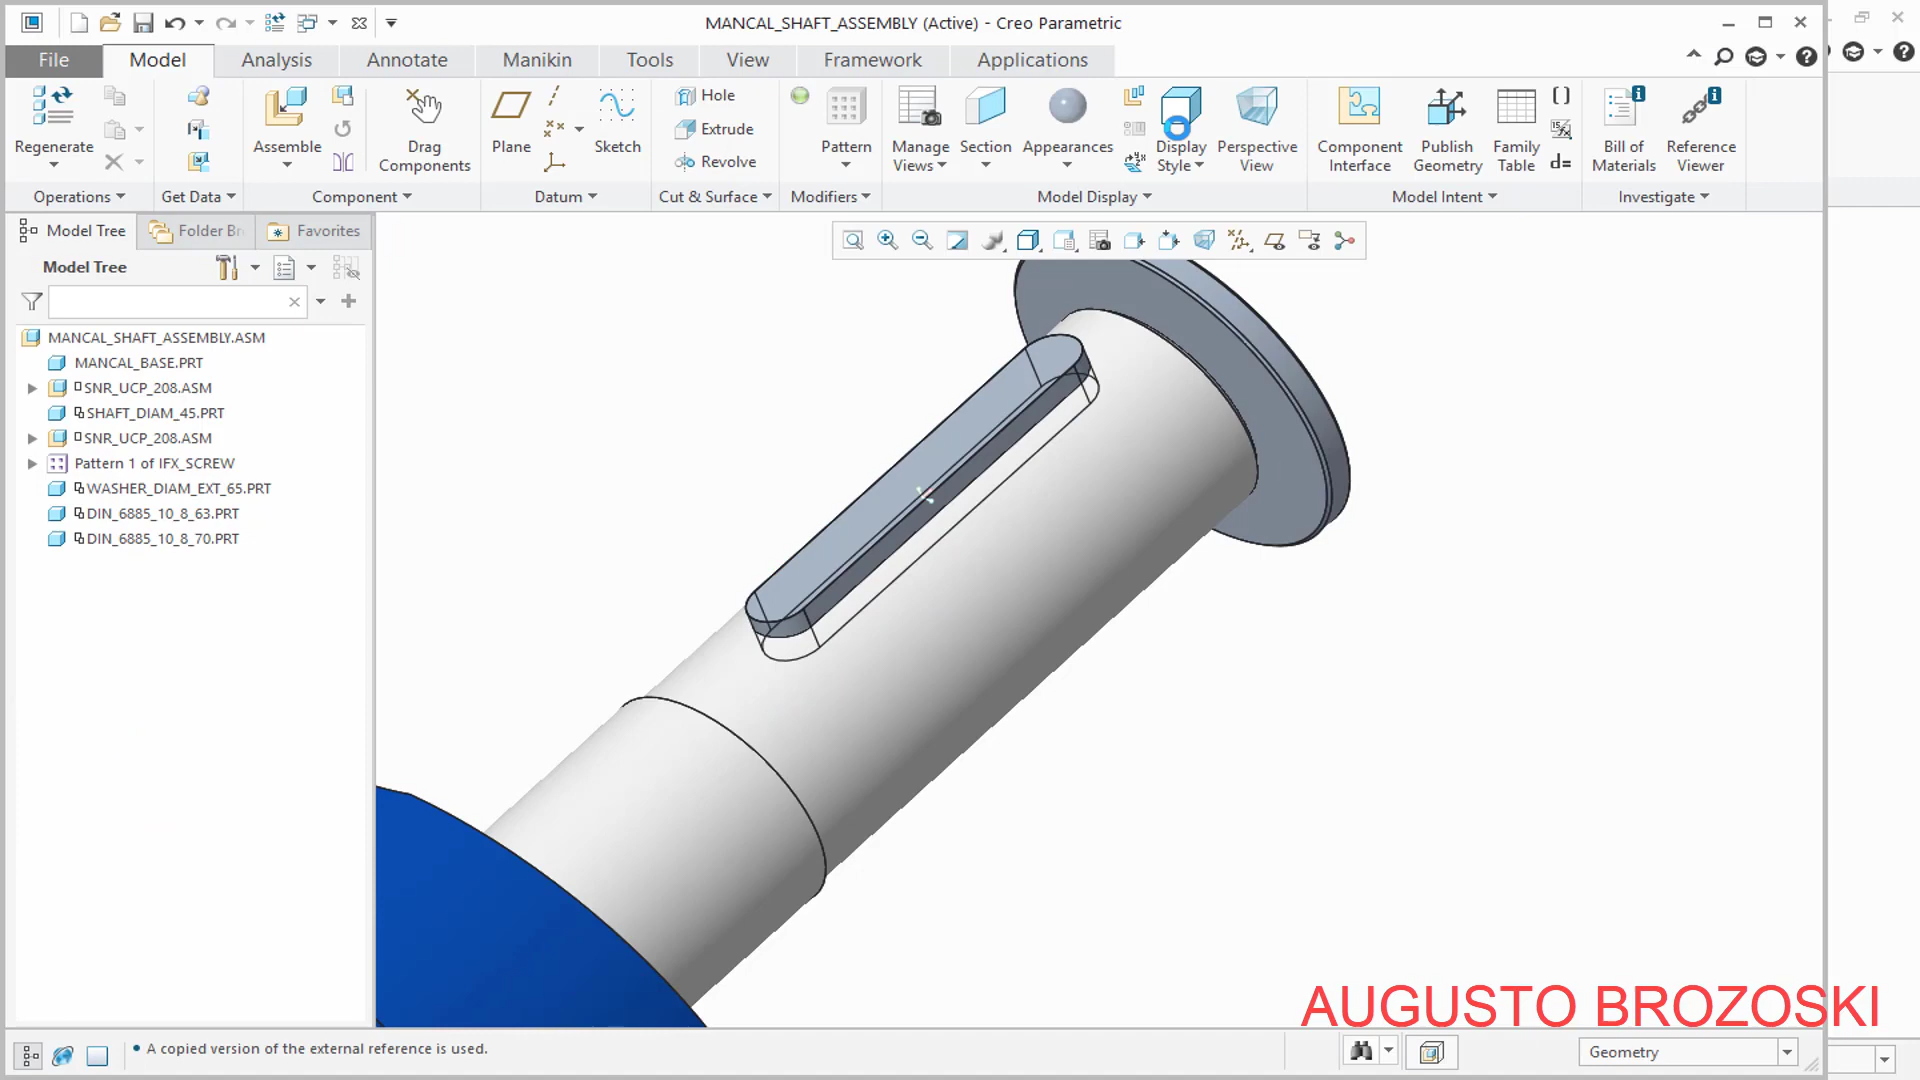 MANCAL_SHAFT_ASSEMBLY (Active) - Creo Parametric
File Model Analysis Annotate Manikin Tools View Framework Applications
Regenerate
Assemble
Drag Components
Plane
Sketch
Hole
Extrude
Revolve
Pattern
Manage Views
Section
Appearances
Display Style
Perspective View
Component Interface
Publish Geometry
Family Table
d=
Bill of Materials
Reference Viewer
Operations Get Data Component Datum Cut & Surface Modifiers Model Display Model Intent Investigate
Model Tree Folder Br Favorites
Model Tree
MANCAL_SHAFT_ASSEMBLY.ASM
MANCAL_BASE.PRT
SNR_UCP_208.ASM
SHAFT_DIAM_45.PRT
SNR_UCP_208.ASM
Pattern 1 of IFX_SCREW
WASHER_DIAM_EXT_65.PRT
DIN_6885_10_8_63.PRT
DIN_6885_10_8_70.PRT
AUGUSTO BROZOSKI
• A copied version of the external reference is used.
Geometry